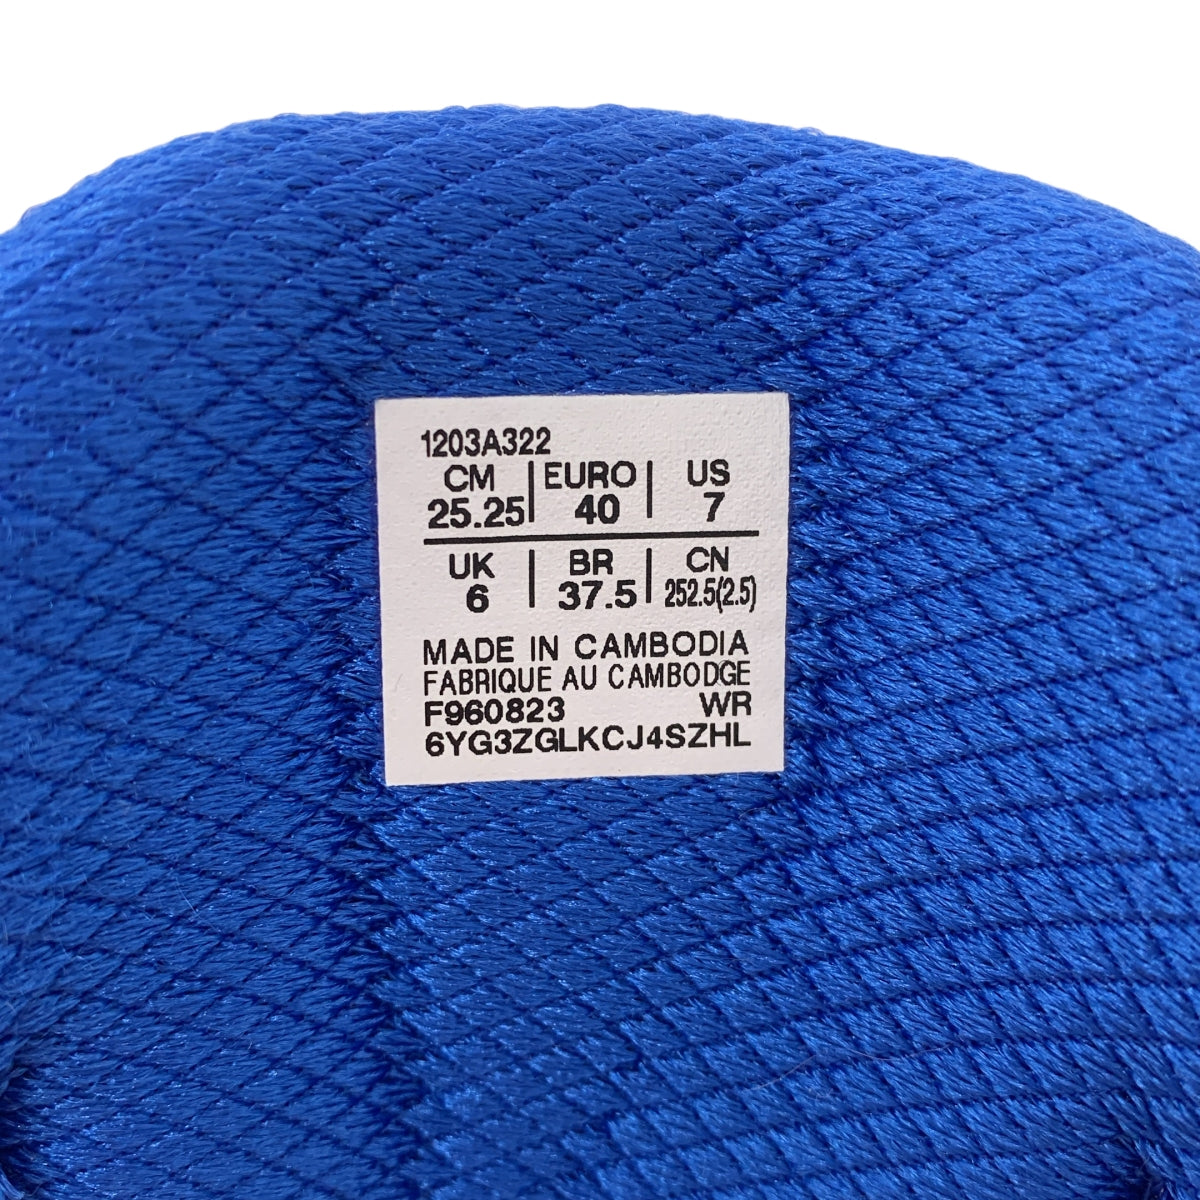 1203A322
CM | EURO | US
25.25 | 40 | 7
UK | BR | CN
6 | 37.5 | 252.5(2.5)
MADE IN CAMBODIA
FABRIQUE AU CAMBODGE
F960823 WR
6YG3ZGLKCJ4SZHL